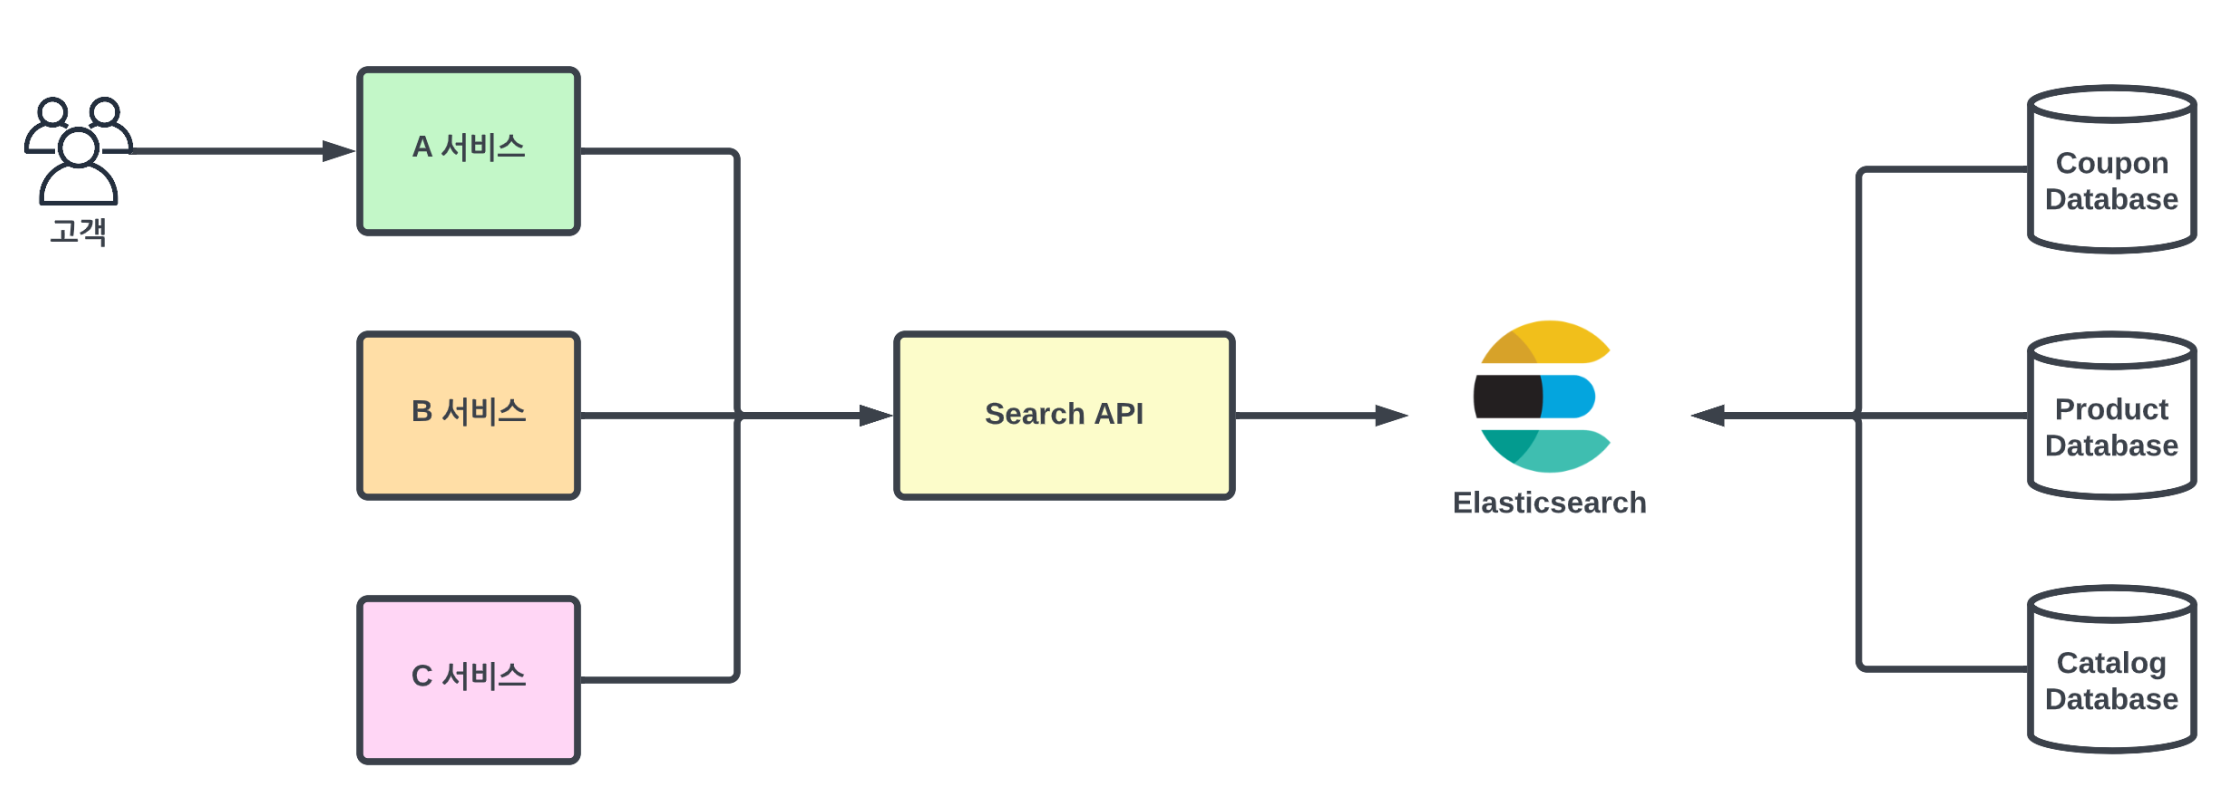 고객
A 서비스
B 서비스
C 서비스
Search API
Elasticsearch
Coupon
Database
Product
Database
Catalog
Database